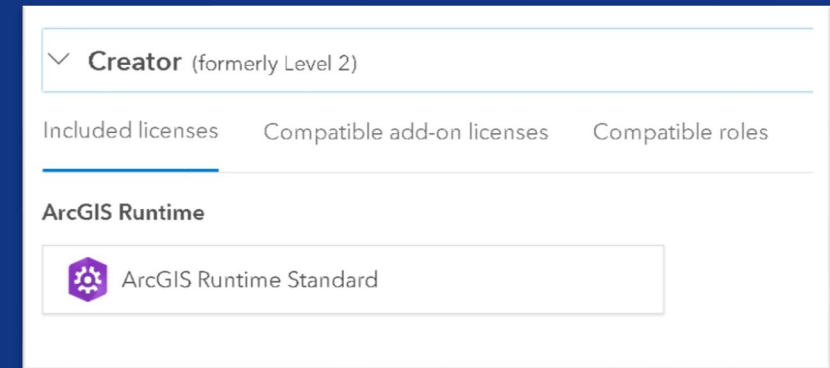 Creator (formerly Level 2)
Included licenses Compatible add-on licenses Compatible roles
ArcGIS Runtime
ArcGIS Runtime Standard